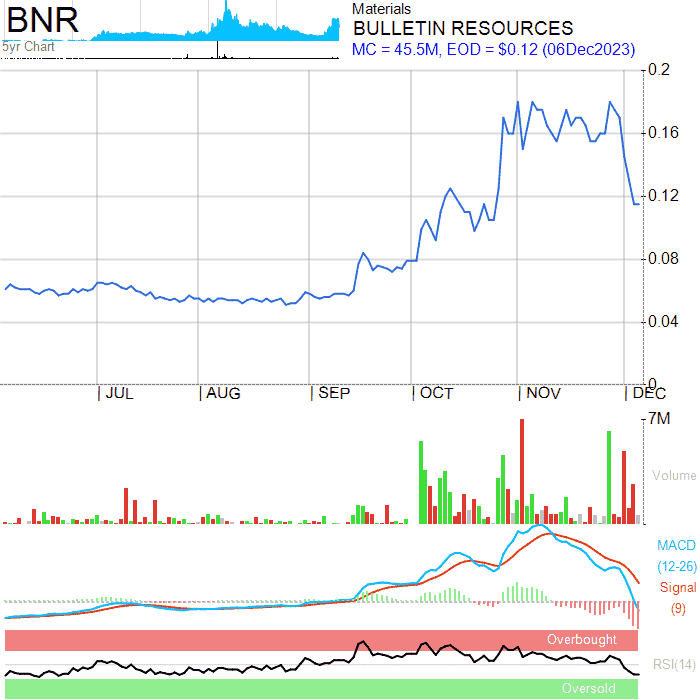 BNR
5yr Chart
Materials
BULLETIN RESOURCES
MC = 45.5M, EOD = $0.12 (06Dec2023)
0.2
0.16
0.12
0.08
0.04
0
| JUL | AUG | SEP | OCT | NOV | DEC
7M
Volume
MACD
(12-26)
Signal
(9)
Overbought
RSI(14)
Oversold